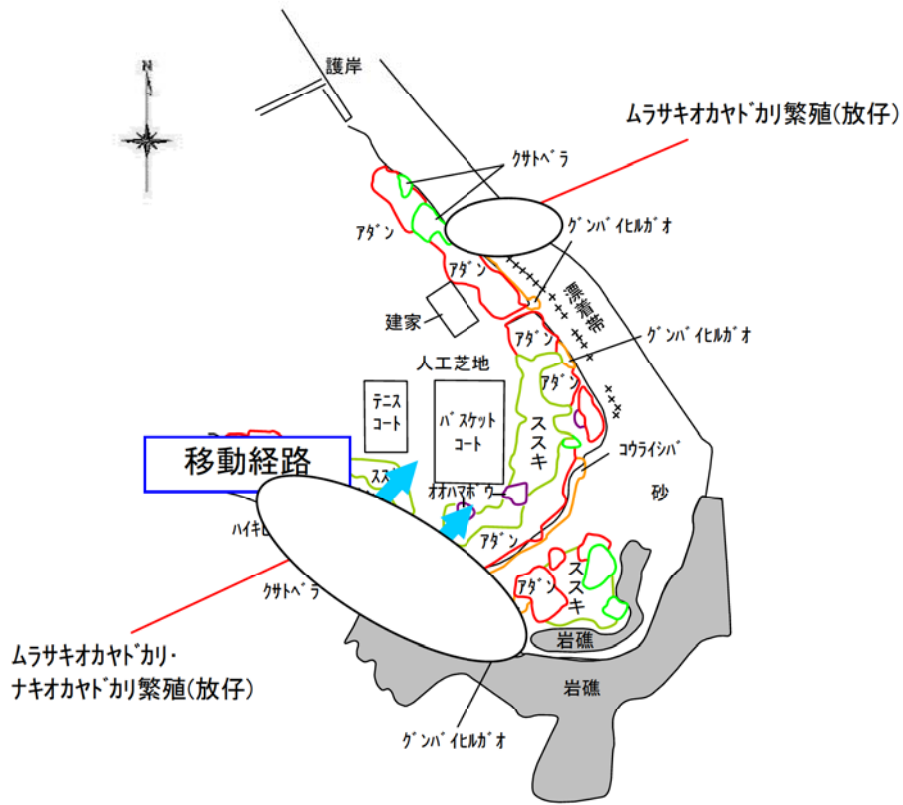 N
護岸
ムラサキオカヤドカリ繁殖(放仔)
クサトベラ
アダン
グンバイヒルガオ
アダン
漂着帯
建家
アダン
グンバイヒルガオ
人工芝地
アダン
テニス
コート
バスケット
コート
ススキ
コウライシバ
移動経路
スス
オオハマボウ
砂
ハイキ
アダン
クサトベラ
アダン
ススキ
岩礁
ムラサキオカヤドカリ・
ナキオカヤドカリ繁殖(放仔)
岩礁
グンバイヒルガオ